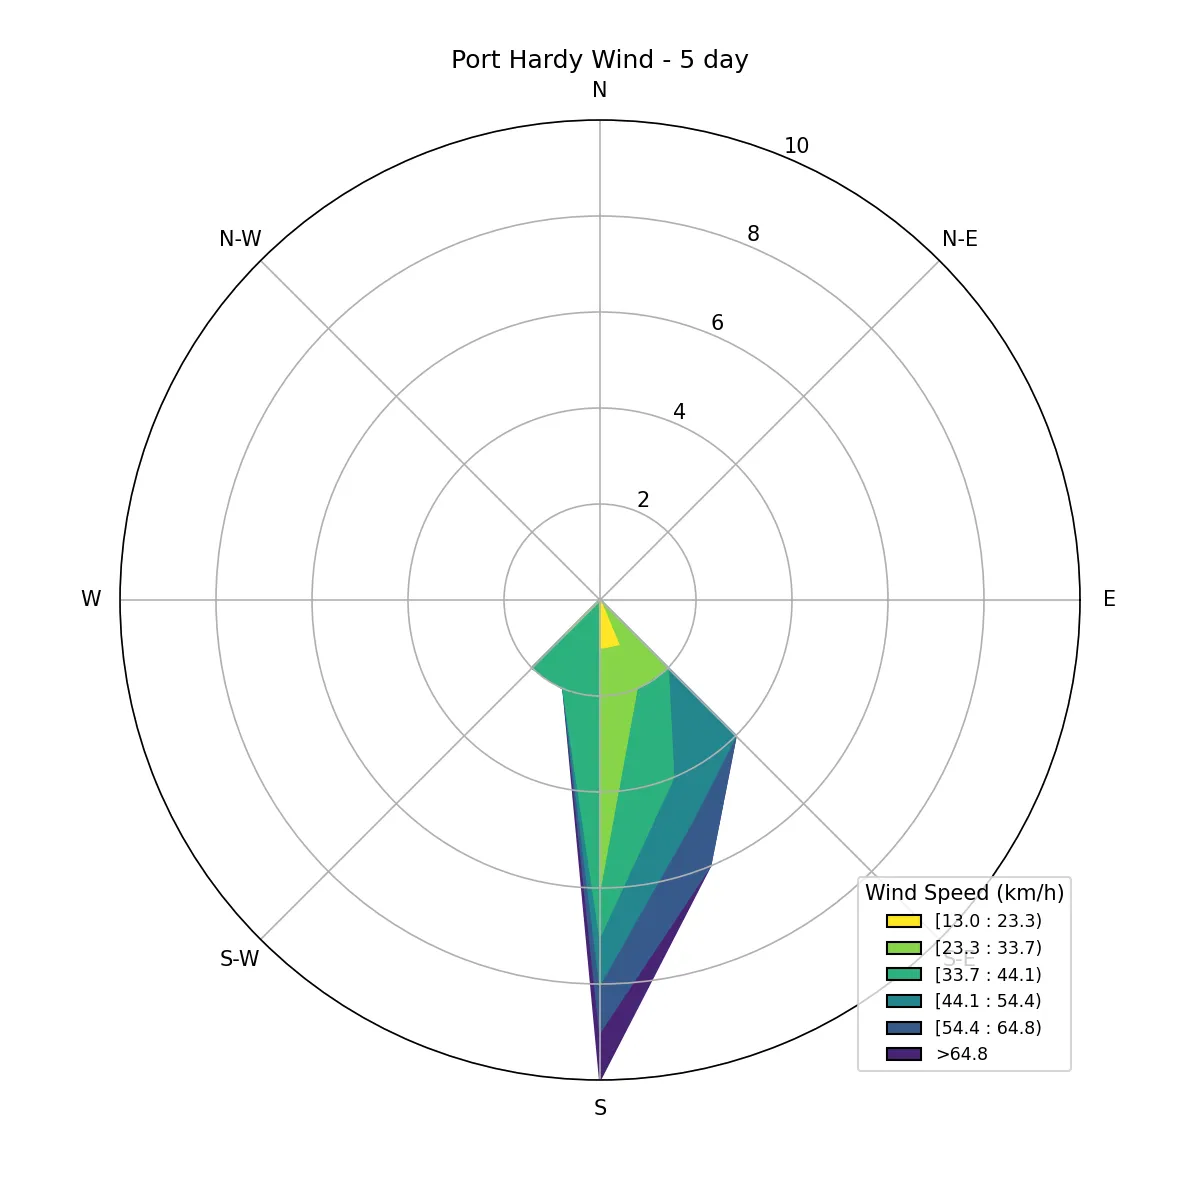 Port Hardy Wind - 5 day
N
10
N-W
N-E
8
6
4
2
W
E
S-W
S-E
S
Wind Speed (km/h)
[13.0 : 23.3)
[23.3 : 33.7)
[33.7 : 44.1)
[44.1 : 54.4)
[54.4 : 64.8)
>64.8